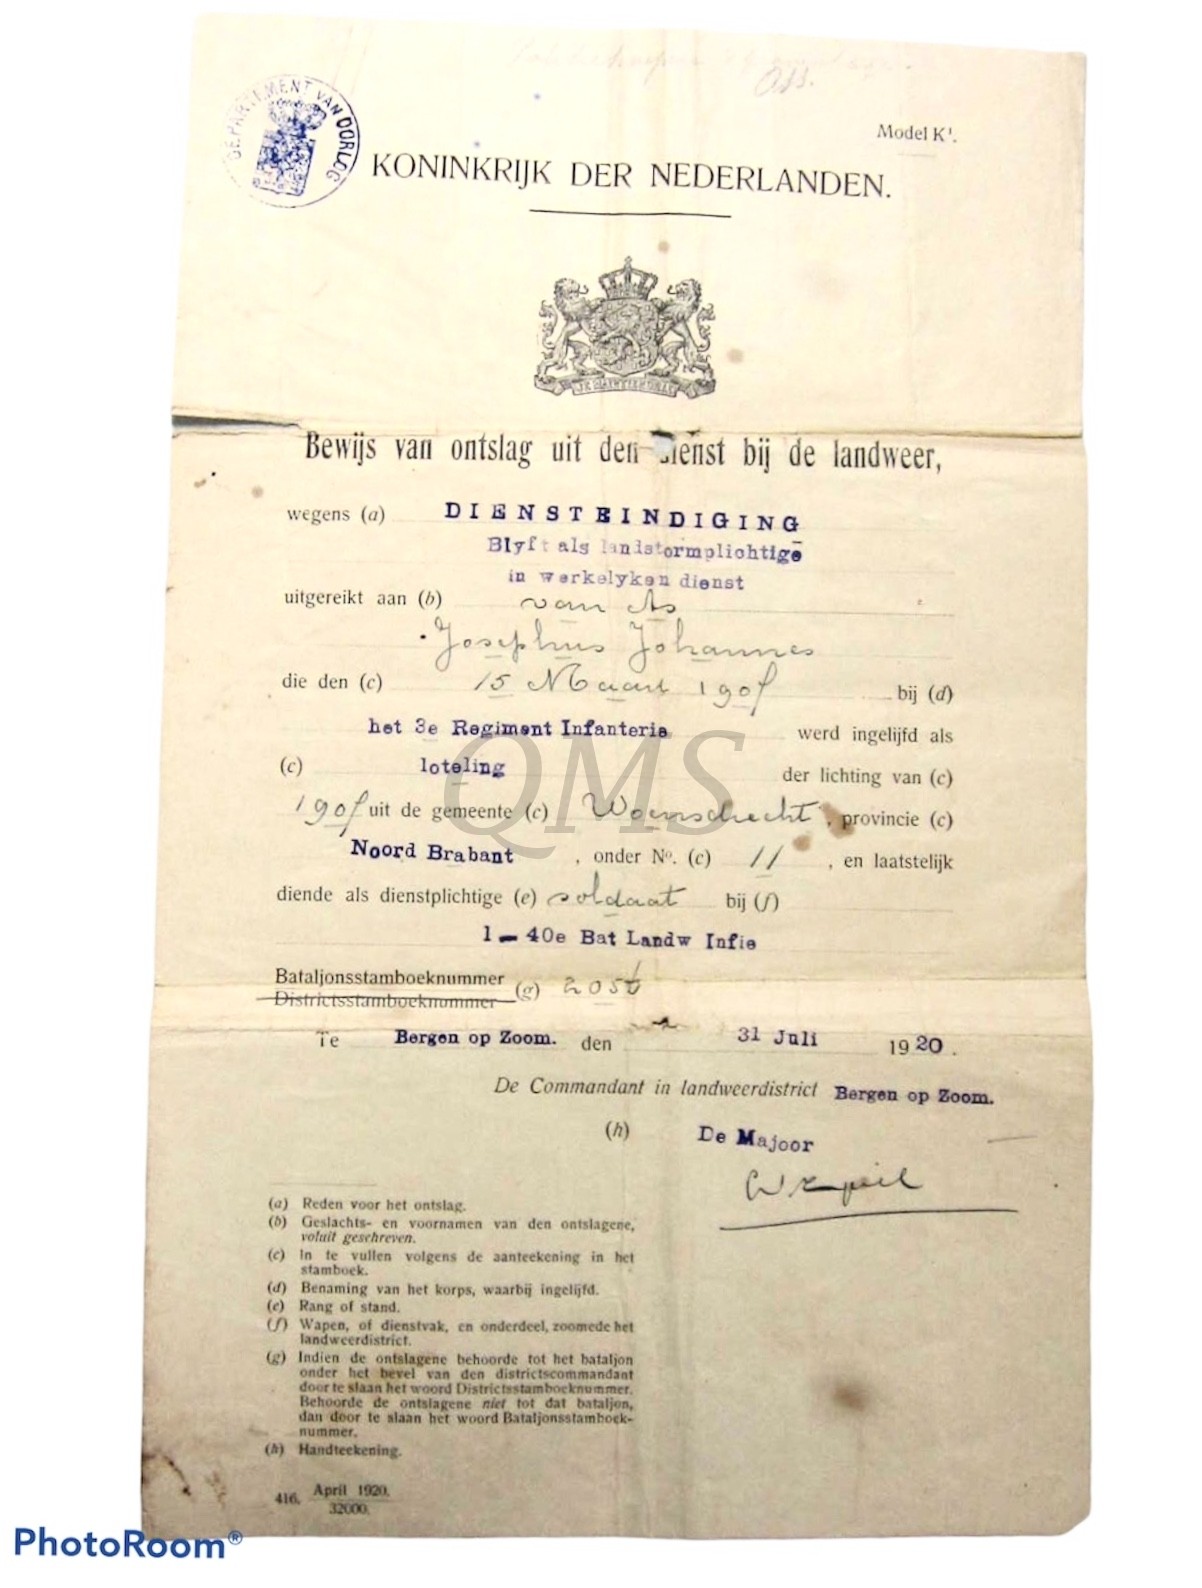 Oss.
DEPARTEMENT VAN OORLOG
Model K¹.
KONINKRIJK DER NEDERLANDEN.
JE MAINTIENDRAI
Bewijs van ontslag uit den dienst bij de landweer,
wegens (a) DIENSTEINDIGING
Blyft als landstormplichtige
in werkelyken dienst
uitgereikt aan (b) van As
Josephus Johannes
die den (c) 15 Maart bij (d)
het 3e Regiment Infanterie werd ingelijfd als
(c) loteling der lichting van (c)
uit de gemeente (c) Woensdrecht, provincie (c)
Noord Brabant, onder No. (c) 11, en laatstelijk
diende als dienstplichtige (e) soldaat bij (f)
1-40e Bat Landw Infie
Bataljonsstamboeknummer
Districtsstamboeknummer (g)
Te Bergen op Zoom. den 31 Juli 1920.
De Commandant in landweerdistrict Bergen op Zoom.
(h) De Majoor
(a) Reden voor het ontslag.
(b) Geslachts- en voornamen van den ontslagene,
voluit geschreven.
(c) In te vullen volgens de aanteekening in het
stamboek.
(d) Benaming van het korps, waarbij ingelijfd.
(e) Rang of stand.
(f) Wapen, of dienstvak, en onderdeel, zoomede het
landweerdistrict.
(g) Indien de ontslagene behoorde tot het bataljon
onder het bevel van den districtscommandant
door te slaan het woord Districtsstamboeknummer.
Behoorde de ontslagene niet tot dat bataljon,
dan door te slaan het woord Bataljonsstamboek-
nummer.
(h) Handteekening.
416. April 1920.
32000.
QMS
PhotoRoom®